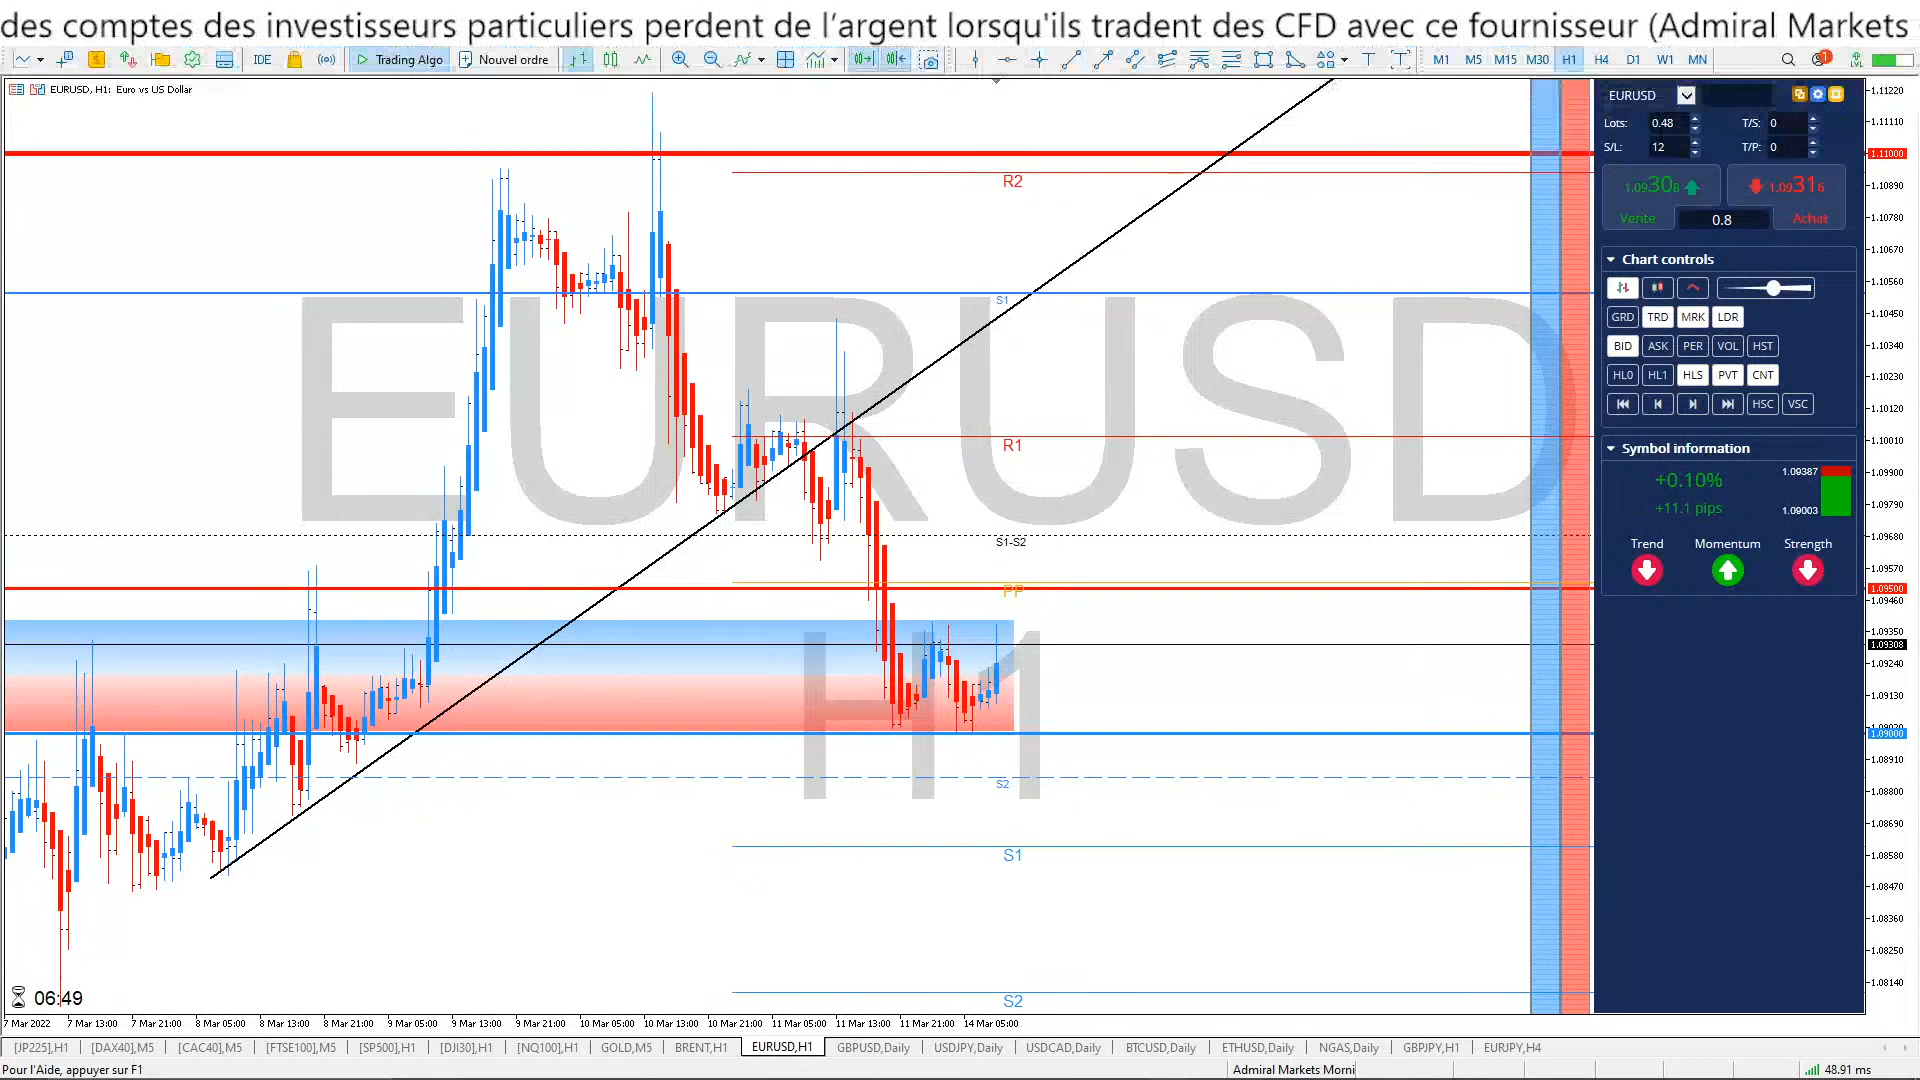 des comptes des investisseurs particuliers perdent de l’argent lorsqu'ils tradent des CFD avec ce fournisseur (Admiral Markets
IDE Trading Algo Nouvel ordre M1 M5 M15 M30 H1 H4 D1 W1 MN
EURUSD, H1: Euro vs US Dollar
EURUSD
H1
R2
S1
R1
S1-S2
PP
S2
S1
S2
06:49
1.11220
1.11110
1.11000
1.10890
1.10780
1.10670
1.10560
1.10450
1.10340
1.10230
1.10120
1.10010
1.09900
1.09790
1.09680
1.09570
1.09500
1.09460
1.09350
1.09308
1.09240
1.09130
1.09020
1.09000
1.08910
1.08800
1.08690
1.08580
1.08470
1.08360
1.08250
1.08140
EURUSD
Lots: 0.48 T/S: 0
S/L: 12 T/P: 0
1.09308 1.09316
Vente 0.8 Achat
Chart controls
GRD TRD MRK LDR
BID ASK PER VOL HST
HL0 HL1 HLS PVT CNT
HSC VSC
Symbol information
+0.10% 1.09387
+11.1 pips 1.09003
Trend Momentum Strength
7 Mar 2022 7 Mar 13:00 7 Mar 21:00 8 Mar 05:00 8 Mar 13:00 8 Mar 21:00 9 Mar 05:00 9 Mar 13:00 9 Mar 21:00 10 Mar 05:00 10 Mar 13:00 10 Mar 21:00 11 Mar 05:00 11 Mar 13:00 11 Mar 21:00 14 Mar 05:00
[JP225],H1 [DAX40],M5 [CAC40],M5 [FTSE100],M5 [SP500],H1 [DJI30],H1 [NQ100],H1 GOLD,M5 BRENT,H1 EURUSD,H1 GBPUSD,Daily USDJPY,Daily USDCAD,Daily BTCUSD,Daily ETHUSD,Daily NGAS,Daily GBPJPY,H1 EURJPY,H4
Pour l'Aide, appuyer sur F1 Admiral Markets Morni 48.91 ms